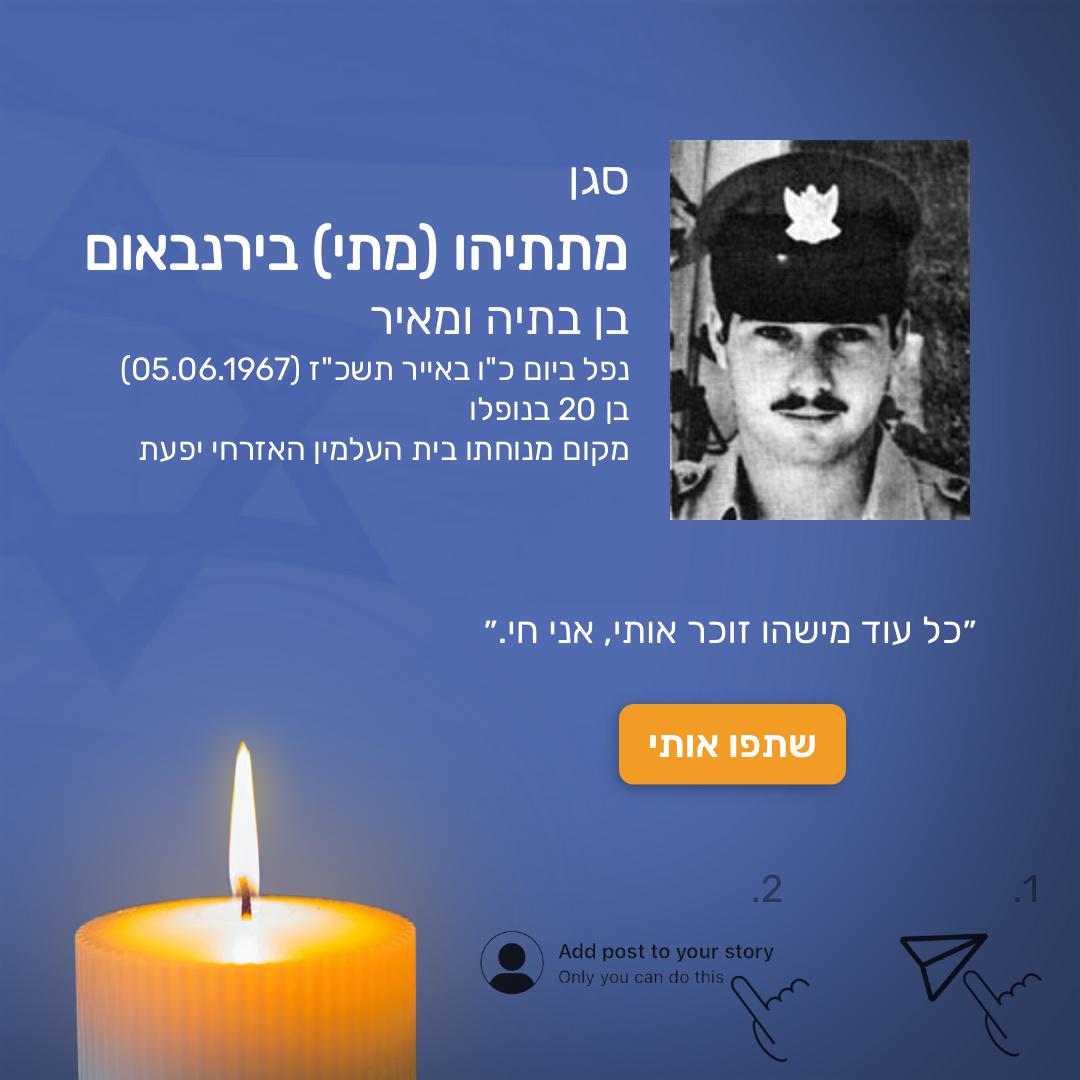 סגן
מתתיהו (מתי) בירנבאום
בן בתיה ומאיר
נפל ביום כ"ו באייר תשכ"ז (05.06.1967)
בן 20 בנופלו
מקום מנוחתו בית העלמין האזרחי יפעת
״כל עוד מישהו זוכר אותי, אני חי.״
שתפו אותי
.1
.2
Add post to your story
Only you can do this